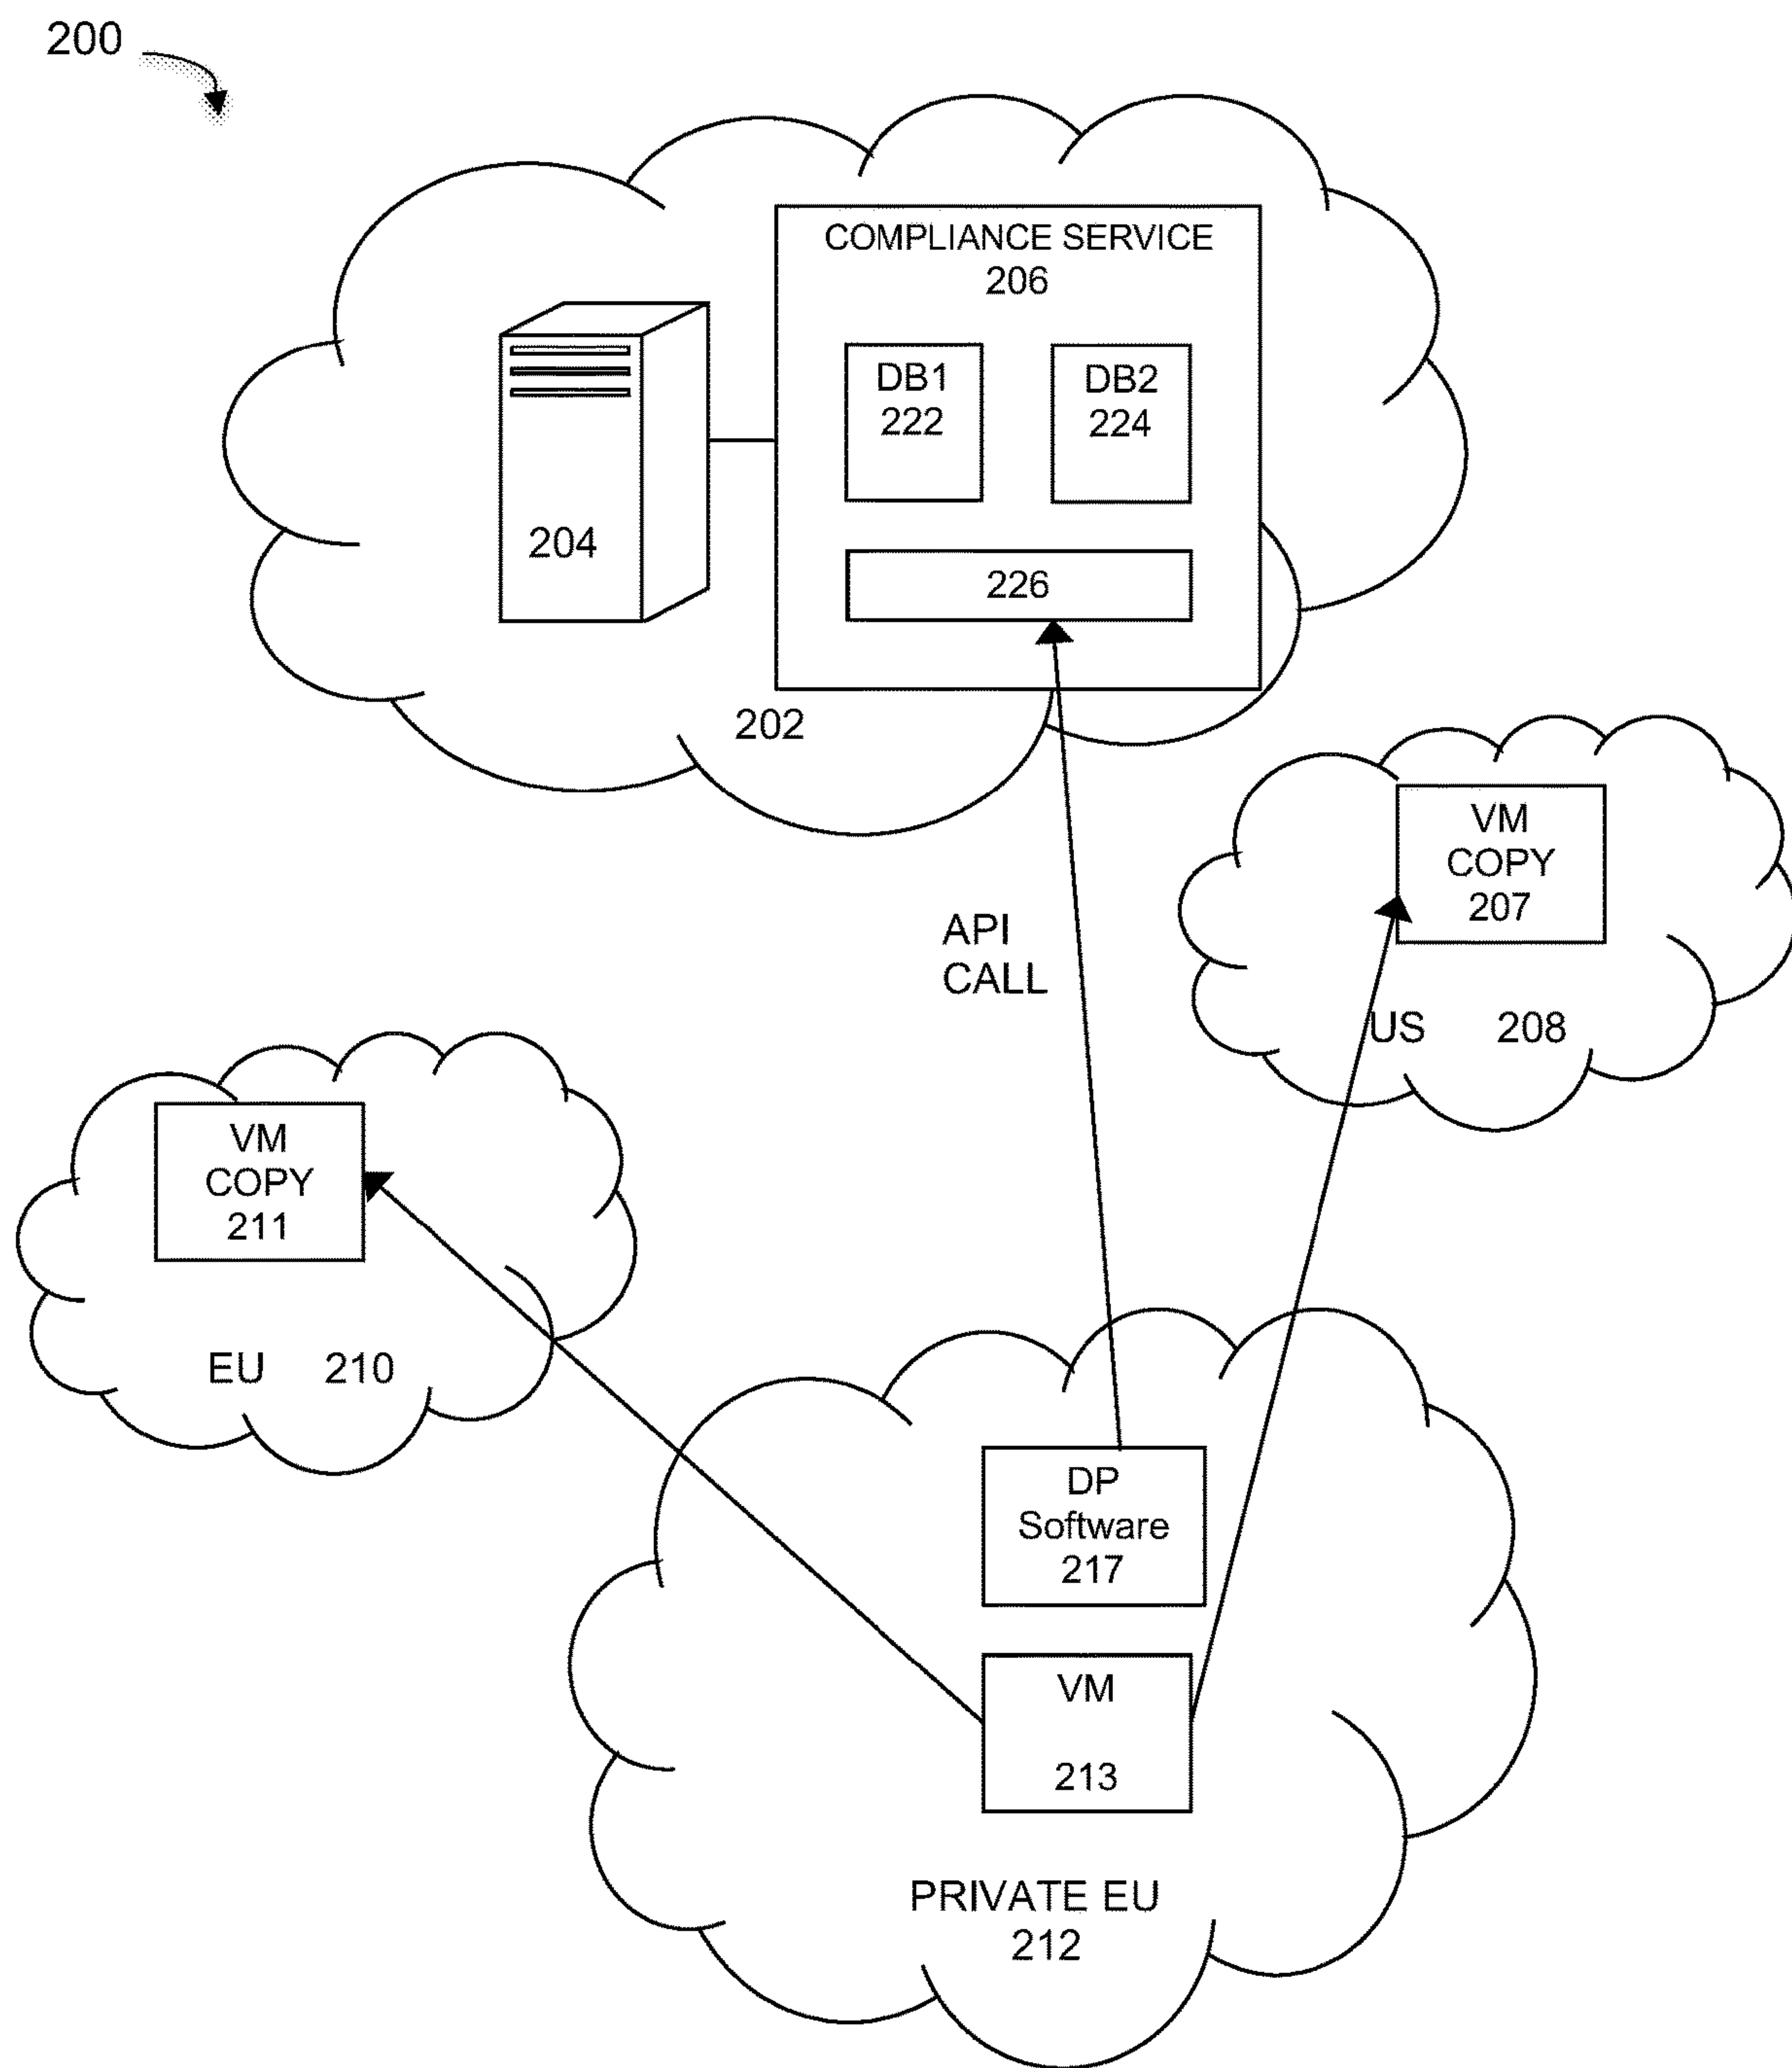 200
COMPLIANCE SERVICE
206
DB1
222
DB2
224
204
226
202
VM
COPY
207
API
CALL
US 208
VM
COPY
211
EU 210
DP
Software
217
VM
213
PRIVATE EU
212